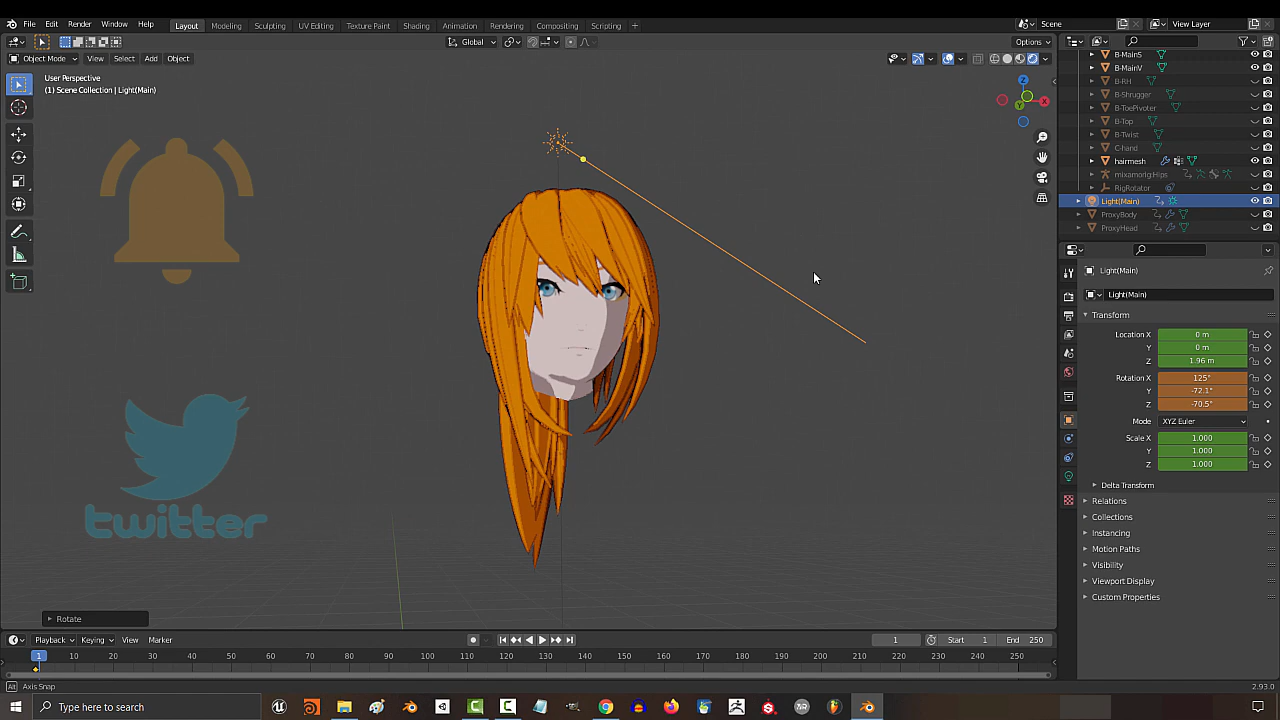 File Edit Render Window Help Layout Modeling Sculpting UV Editing Texture Paint Shading Animation Rendering Compositing Scripting + Scene View Layer
Global Options
Object Mode View Select Add Object
User Perspective
(1) Scene Collection | Light(Main)
B-MainS
B-MainV
B-RH
B-Shrugger
B-ToePivoter
B-Top
B-Twist
C-hand
hairmesh
mixamorig:Hips
RigRotator
Light(Main)
ProxyBody
ProxyHead
Light(Main)
Light(Main)
Transform
Location X 0 m
Y 0 m
Z 1.96 m
Rotation X 125°
Y -72.1°
Z -70.5°
Mode XYZ Euler
Scale X 1.000
Y 1.000
Z 1.000
Delta Transform
Relations
Collections
Instancing
Motion Paths
Visibility
Viewport Display
Custom Properties
X
Y
Z
twitter
Rotate
Playback Keying View Marker 1 Start 1 End 250
1 10 20 30 40 50 60 70 80 90 100 110 120 130 140 150 160 170 180 190 200 210 220 230 240 250
Alt Axis Snap 2.93.0
Type here to search